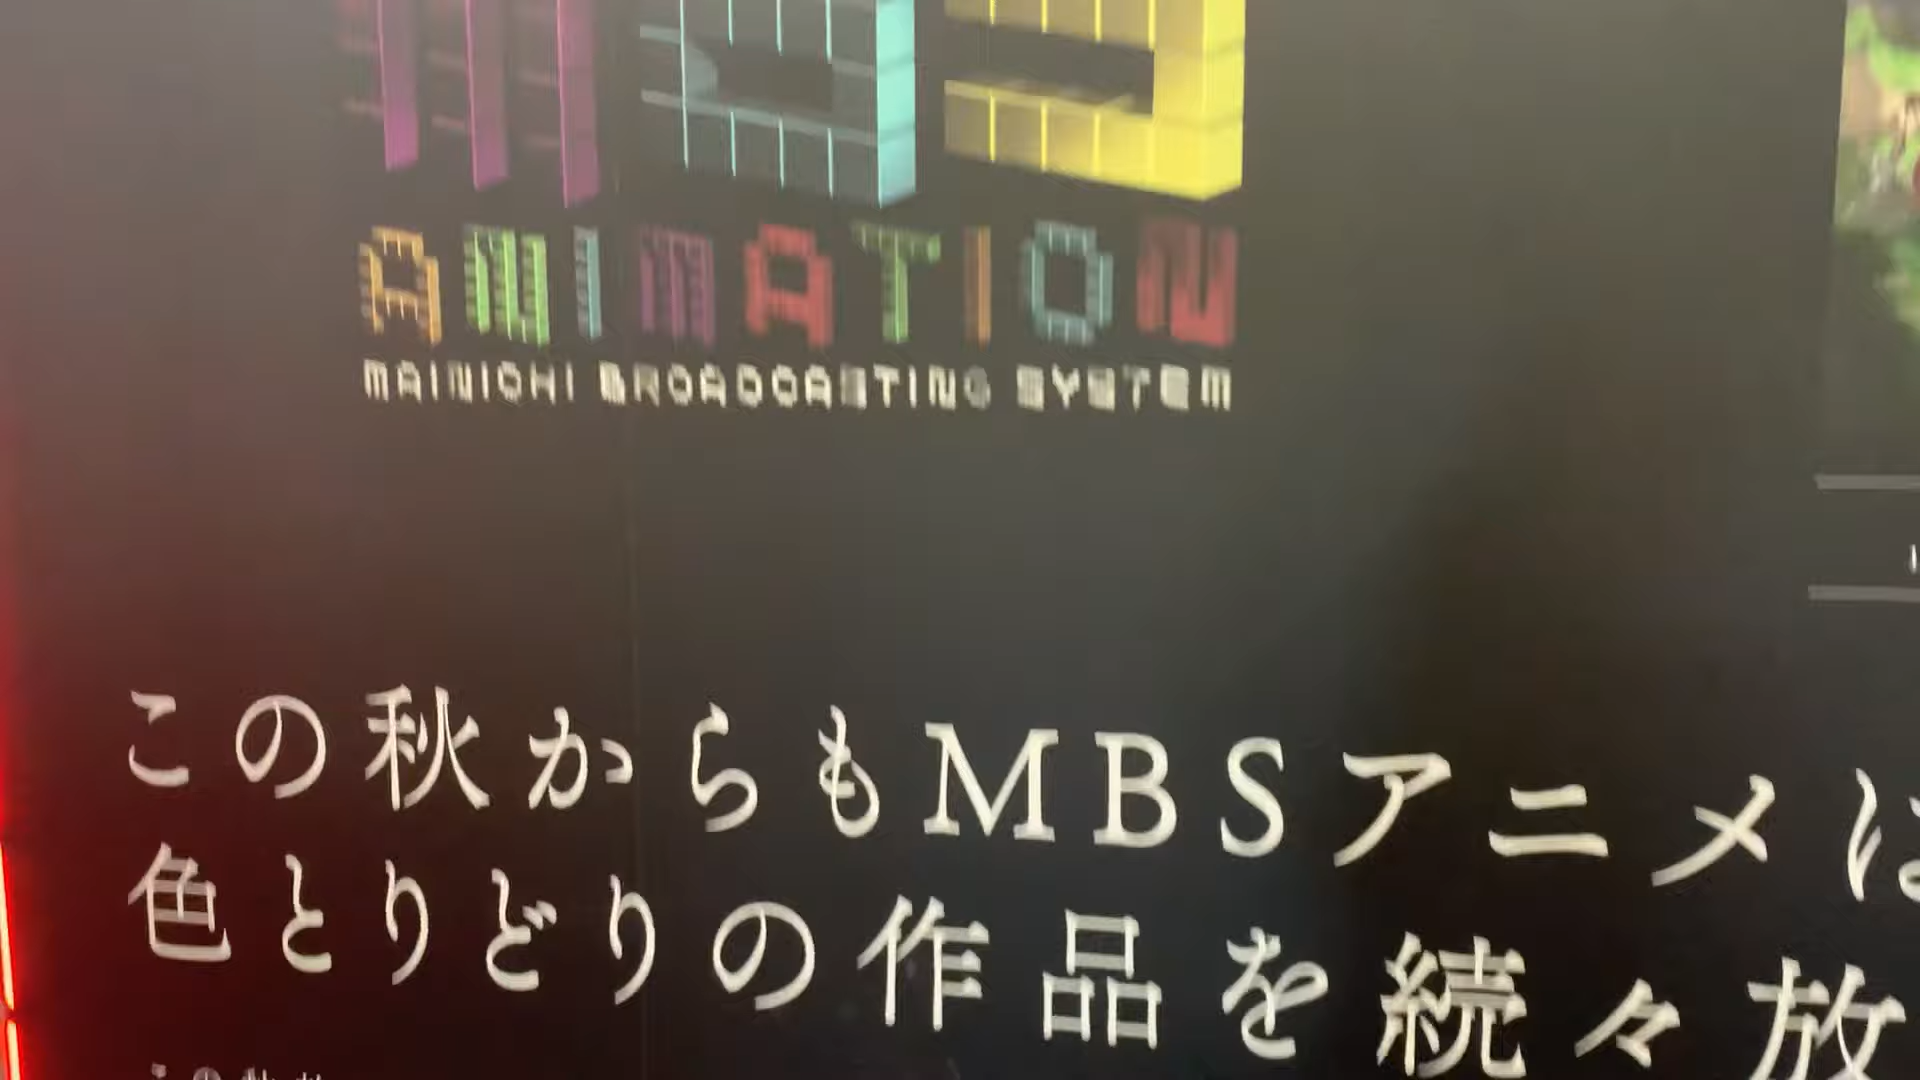 mbs
ANIMATION
MAINICHI BROADCASTING SYSTEM
この秋からもMBSアニメは
色とりどりの作品を続々放